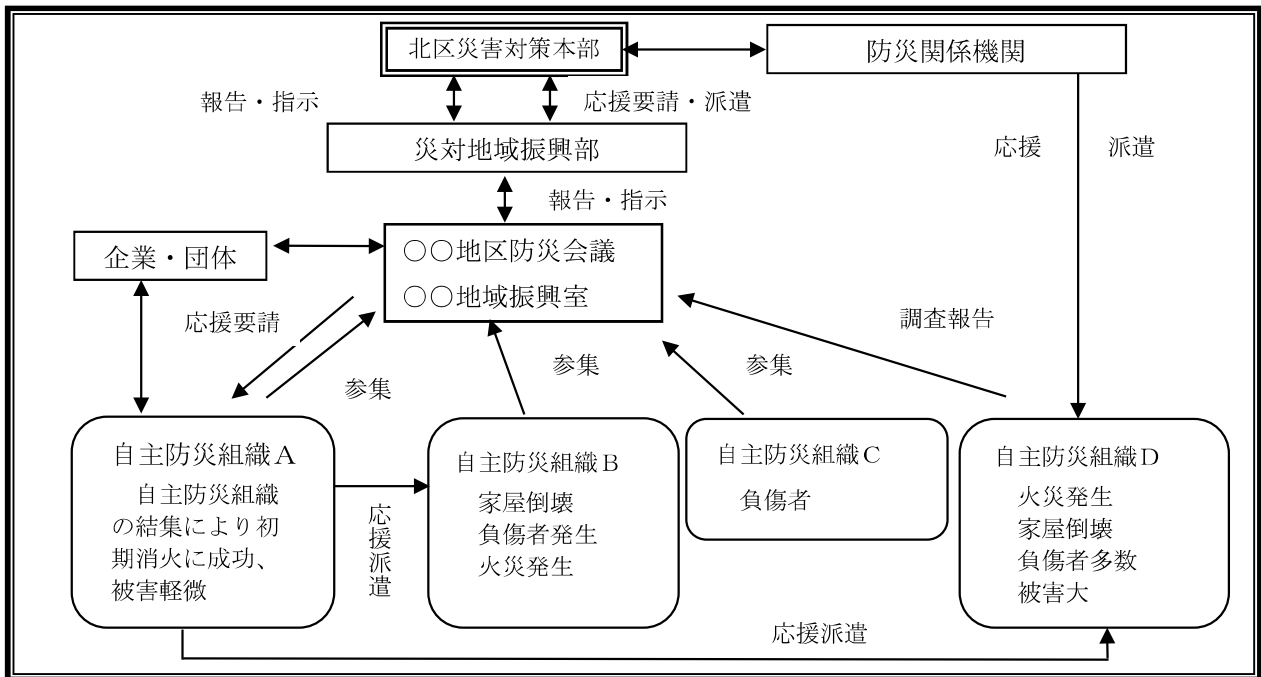 北区災害対策本部
防災関係機関
報告・指示
応援要請・派遣
災対地域振興部
応援
派遣
報告・指示
企業・団体
○○地区防災会議
○○地域振興室
応援要請
参集
参集
参集
調査報告
自主防災組織A
自主防災組織
の結集により初
期消火に成功、
被害軽微
応援派遣
自主防災組織B
家屋倒壊
負傷者発生
火災発生
自主防災組織C
負傷者
自主防災組織D
火災発生
家屋倒壊
負傷者多数
被害大
応援派遣